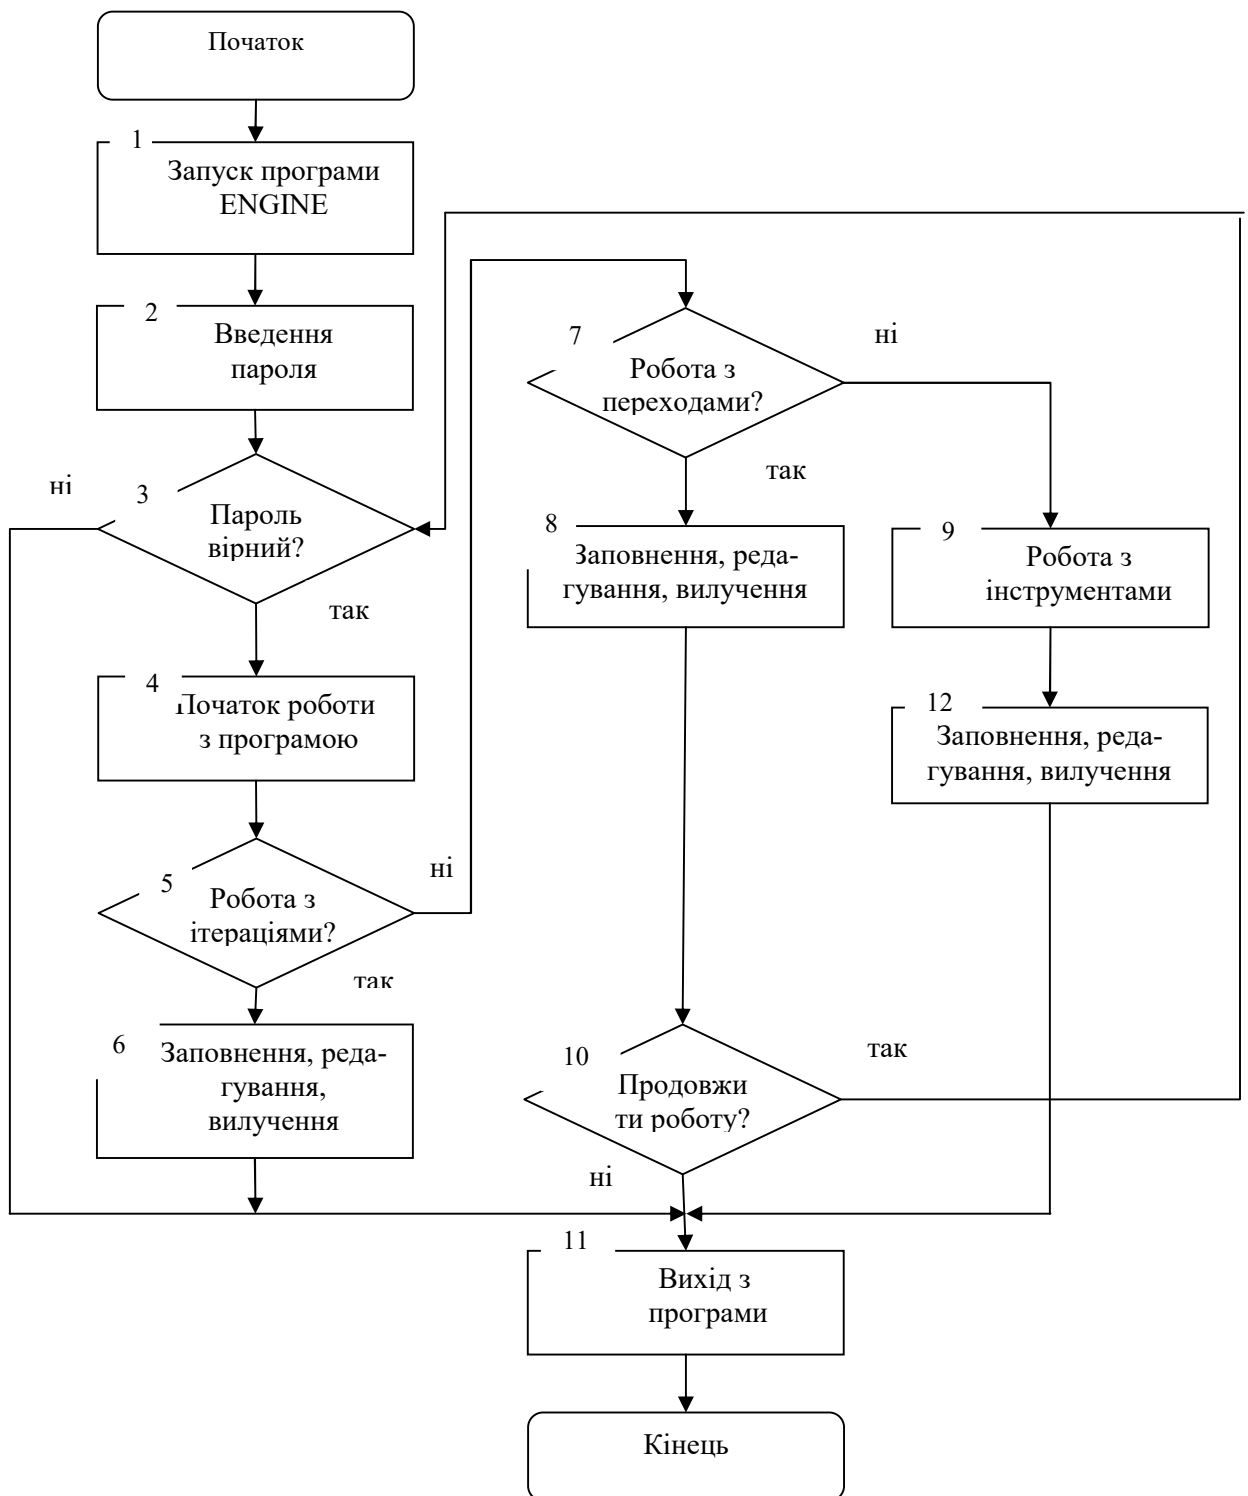 Початок
1
Запуск програми
ENGINE
2
Введення
пароля
ні
3
Пароль
вірний?
так
4
Початок роботи
з програмою
5
Робота з
ітераціями?
ні
так
6
Заповнення, реда-
гування,
вилучення
7
Робота з
переходами?
ні
так
8
Заповнення, реда-
гування, вилучення
9
Робота з
інструментами
12
Заповнення, реда-
гування, вилучення
10
Продовжи
ти роботу?
так
ні
11
Вихід з
програми
Кінець